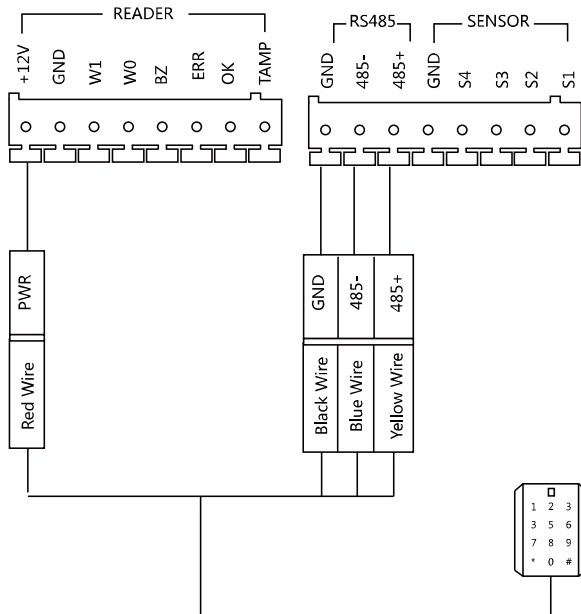 READER
+12V GND W1 W0 BZ ERR OK TAMP
RS485 SENSOR
GND 485- 485+ GND S4 S3 S2 S1
PWR
GND 485- 485+
Red Wire
Black Wire Blue Wire Yellow Wire
1 2 3
3 5 6
7 8 9
* 0 #